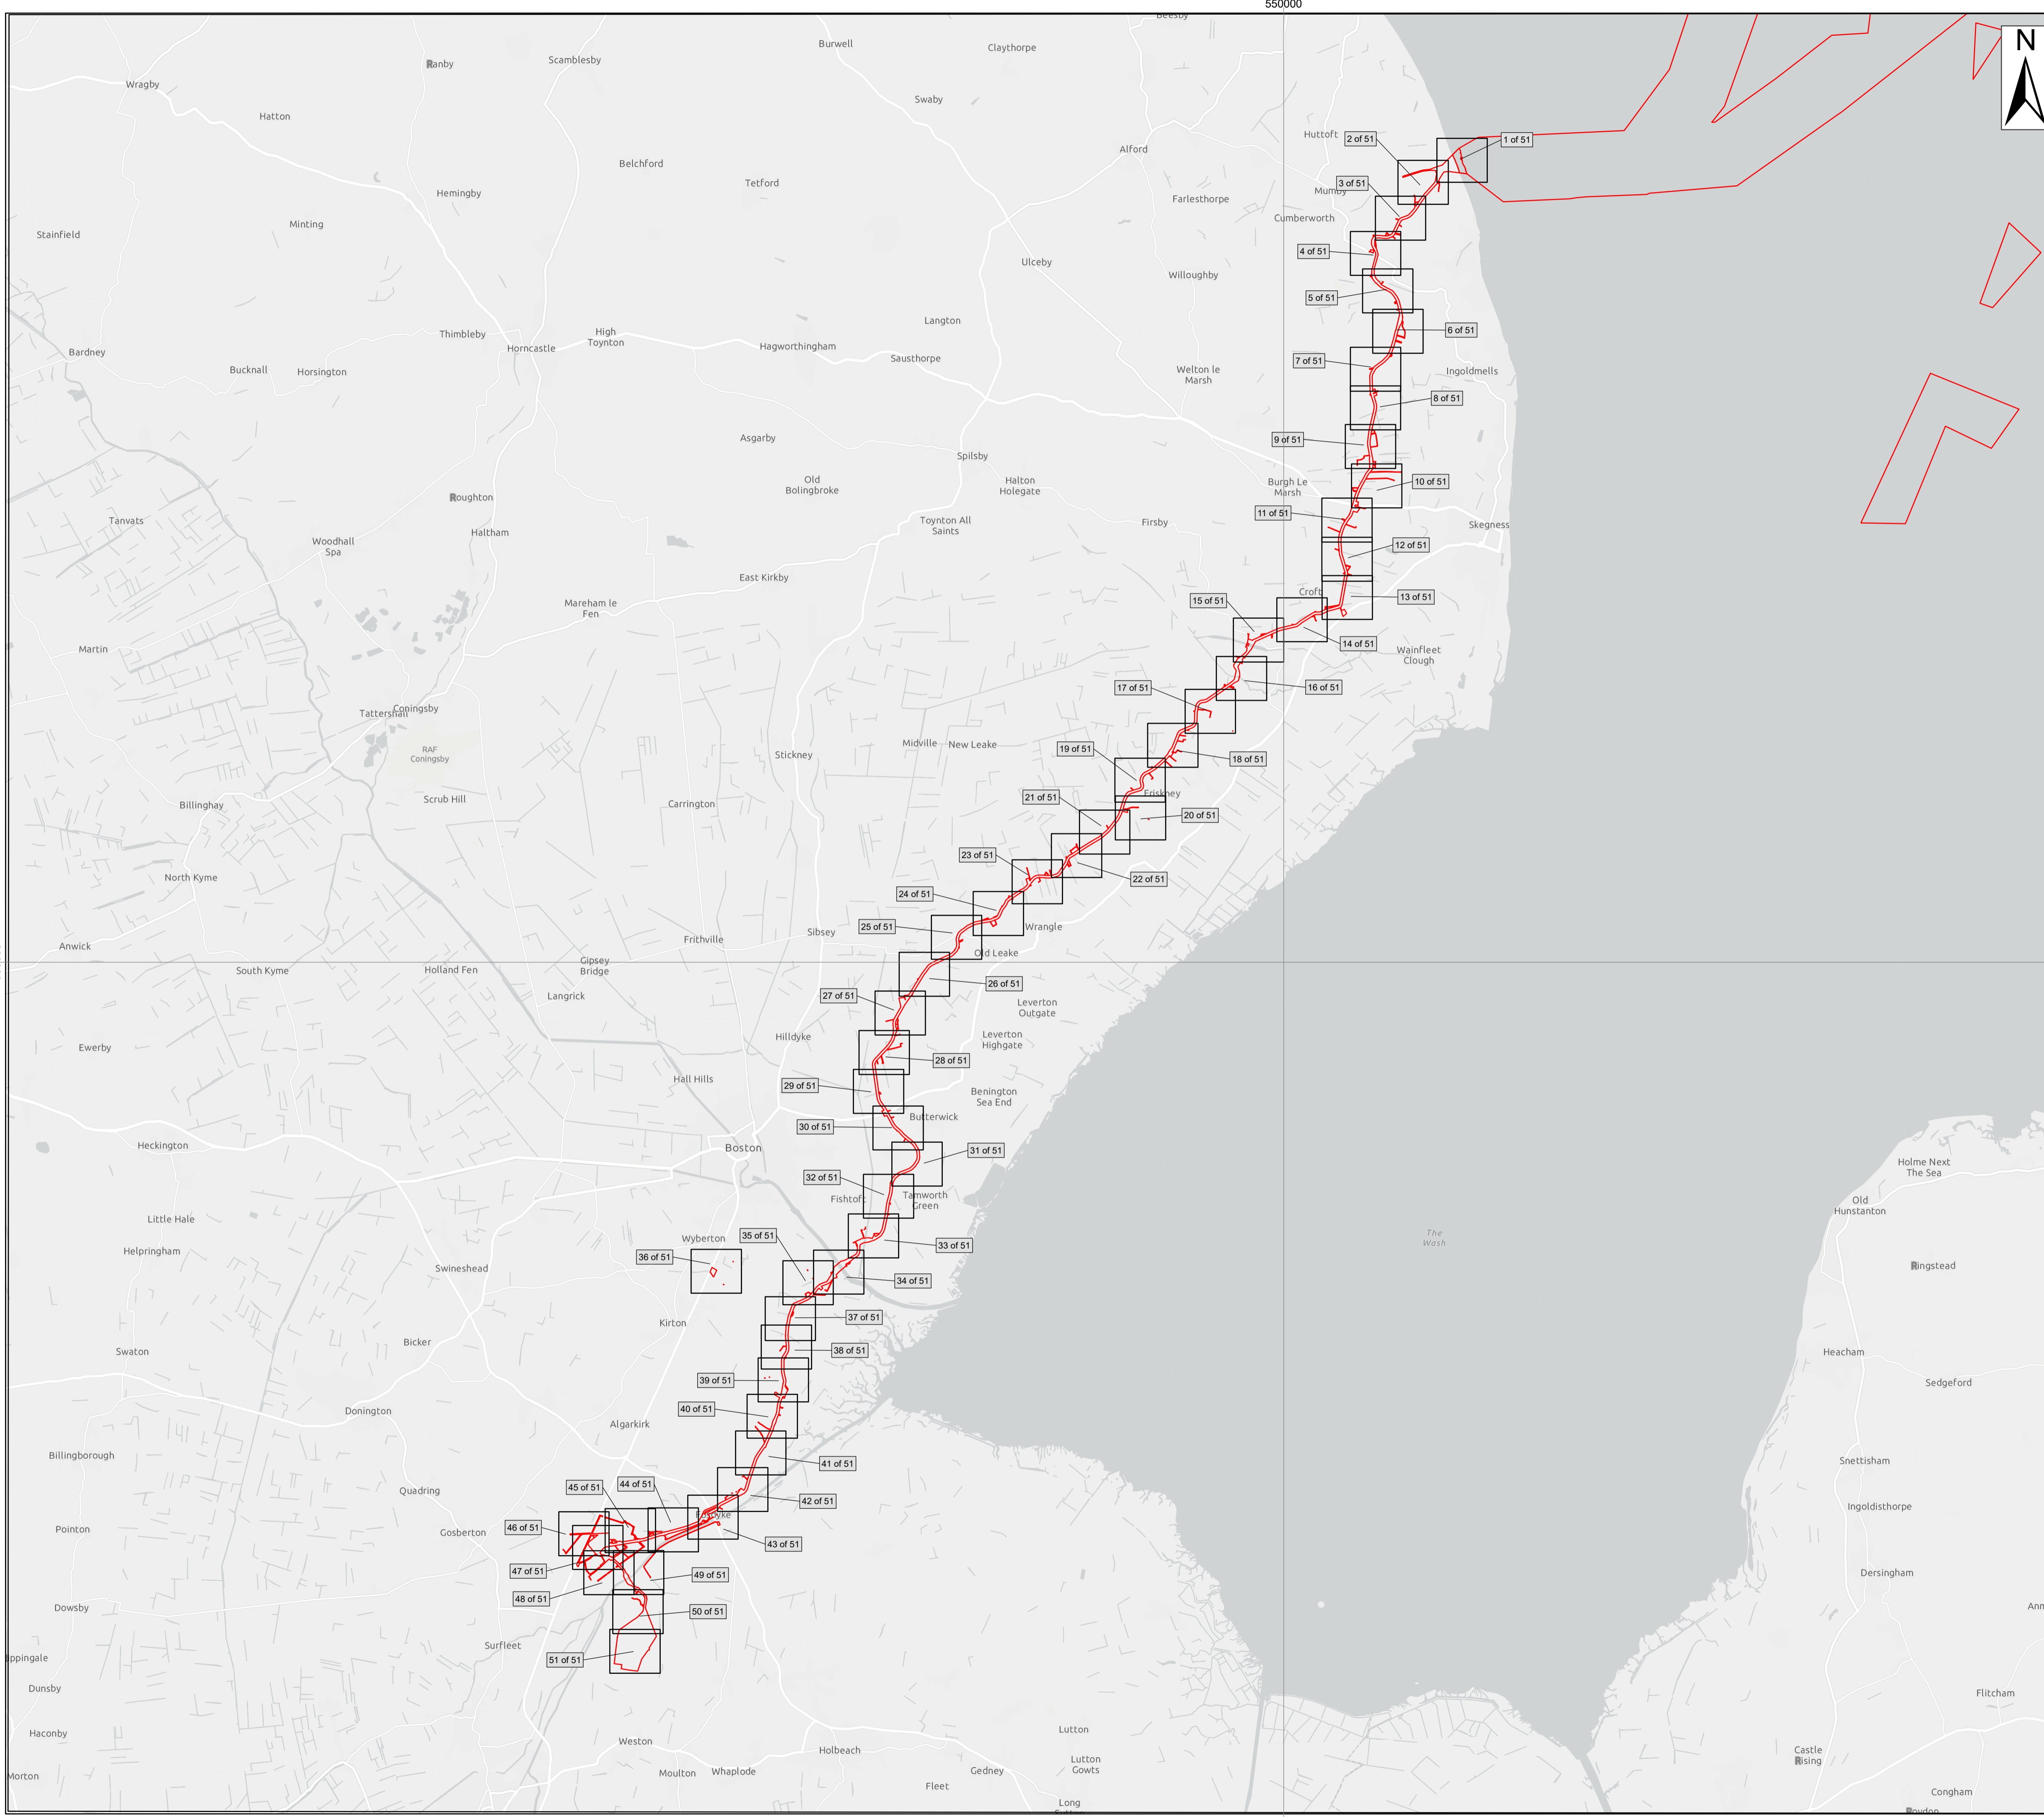 550000
Beesby
Burwell
Claythorpe
N
Ranby
Scamblesby
Wragby
Swaby
Hatton
Huttoft
2 of 51
1 of 51
Alford
Belchford
Tetford
3 of 51
Mumby
Hemingby
Farlesthorpe
Cumberworth
Minting
Stainfield
4 of 51
Ulceby
Willoughby
5 of 51
Langton
6 of 51
Thimbleby
High
Toynton
Horncastle
Hagworthingham
Sausthorpe
Bardney
7 of 51
Bucknall
Horsington
Welton le
Marsh
Ingoldmells
8 of 51
Asgarby
9 of 51
Spilsby
Old
Bolingbroke
Halton
Holegate
Burgh Le
Marsh
10 of 51
Roughton
11 of 51
Tanvats
Toynton All
Saints
Firsby
Skegness
Haltham
Woodhall
Spa
12 of 51
East Kirkby
Mareham le
Fen
Croft
15 of 51
13 of 51
14 of 51
Martin
Wainfleet
Clough
17 of 51
16 of 51
Coningsby
Tattershall
RAF
Coningsby
Stickney
Midville
New Leake
19 of 51
18 of 51
Scrub Hill
Billinghay
Carrington
21 of 51
Friskney
20 of 51
23 of 51
22 of 51
North Kyme
24 of 51
25 of 51
Wrangle
Sibsey
Frithville
Anwick
Old Leake
South Kyme
Holland Fen
Gipsey
Bridge
26 of 51
Langrick
27 of 51
Leverton
Outgate
Hilldyke
Leverton
Highgate
Ewerby
28 of 51
Hall Hills
29 of 51
Benington
Sea End
Butterwick
30 of 51
Heckington
Boston
31 of 51
Holme Next
The Sea
32 of 51
Fishtoft
Tamworth
Green
Old
Hunstanton
Little Hale
Wyberton
35 of 51
33 of 51
The
Wash
Helpringham
36 of 51
Swineshead
34 of 51
Ringstead
Kirton
37 of 51
Bicker
38 of 51
Swaton
Heacham
39 of 51
Sedgeford
Donington
40 of 51
Algarkirk
Billingborough
41 of 51
Snettisham
45 of 51
44 of 51
Quadring
42 of 51
Ingoldisthorpe
Fosdyke
Pointon
46 of 51
Gosberton
43 of 51
47 of 51
49 of 51
Dersingham
48 of 51
Dowsby
50 of 51
Ann
Surfleet
51 of 51
ppingale
Dunsby
Flitcham
Haconby
Lutton
Weston
Holbeach
Castle
Rising
Lutton
Gowts
Morton
Moulton
Whaplode
Gedney
Fleet
Congham
Long
Roydon